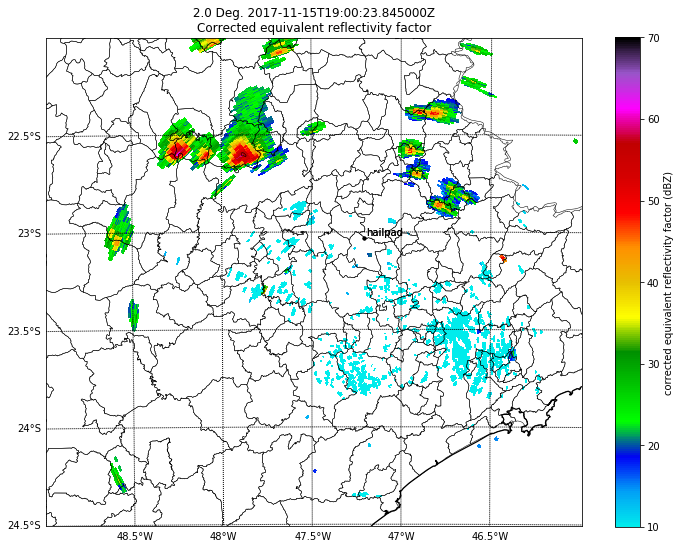 2.0 Deg. 2017-11-15T19:00:23.845000Z
Corrected equivalent reflectivity factor
22.5°S
23°S
23.5°S
24°S
24.5°S
48.5°W
48°W
47.5°W
47°W
46.5°W
hailpad
70
60
50
40
30
20
10
corrected equivalent reflectivity factor (dBZ)